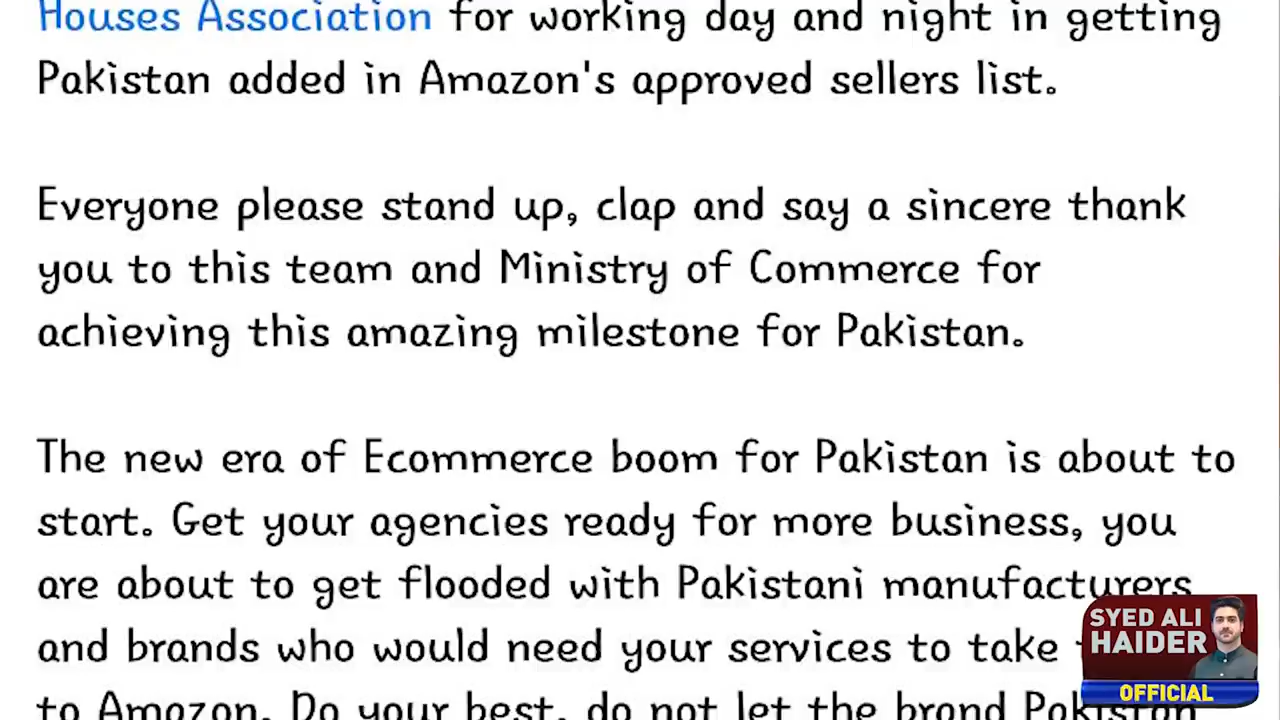 Houses Association for working day and night in getting
Pakistan added in Amazon's approved sellers list.
Everyone please stand up, clap and say a sincere thank
you to this team and Ministry of Commerce for
achieving this amazing milestone for Pakistan.
The new era of Ecommerce boom for Pakistan is about to
start. Get your agencies ready for more business, you
are about to get flooded with Pakistani manufacturers
and brands who would need your services to take
to Amazon. Do your best, do not let the brand Pakistan
SYED ALI
HAIDER
OFFICIAL